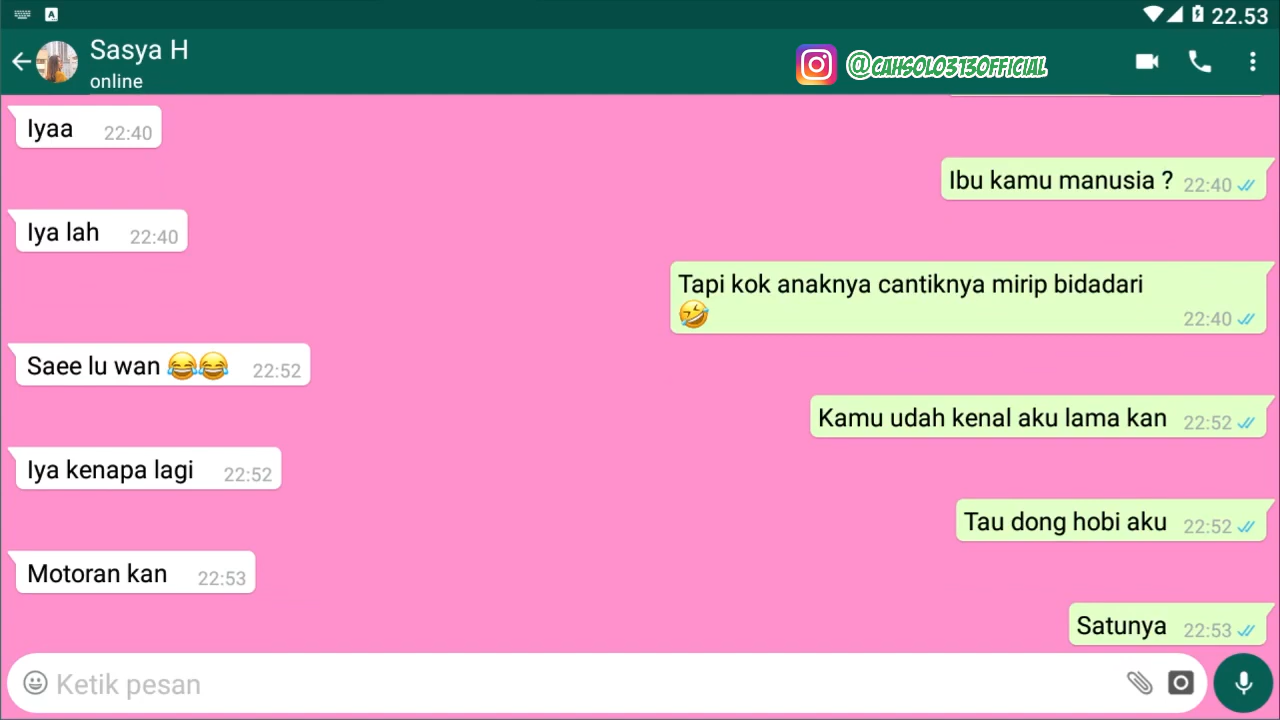 22.53
Sasya H
online
@CAHSOLO313OFFICIAL
Iyaa 22:40
Ibu kamu manusia ? 22:40
Iya lah 22:40
Tapi kok anaknya cantiknya mirip bidadari
🤣 22:40
Saee lu wan 😂😂 22:52
Kamu udah kenal aku lama kan 22:52
Iya kenapa lagi 22:52
Tau dong hobi aku 22:52
Motoran kan 22:53
Satunya 22:53
Ketik pesan